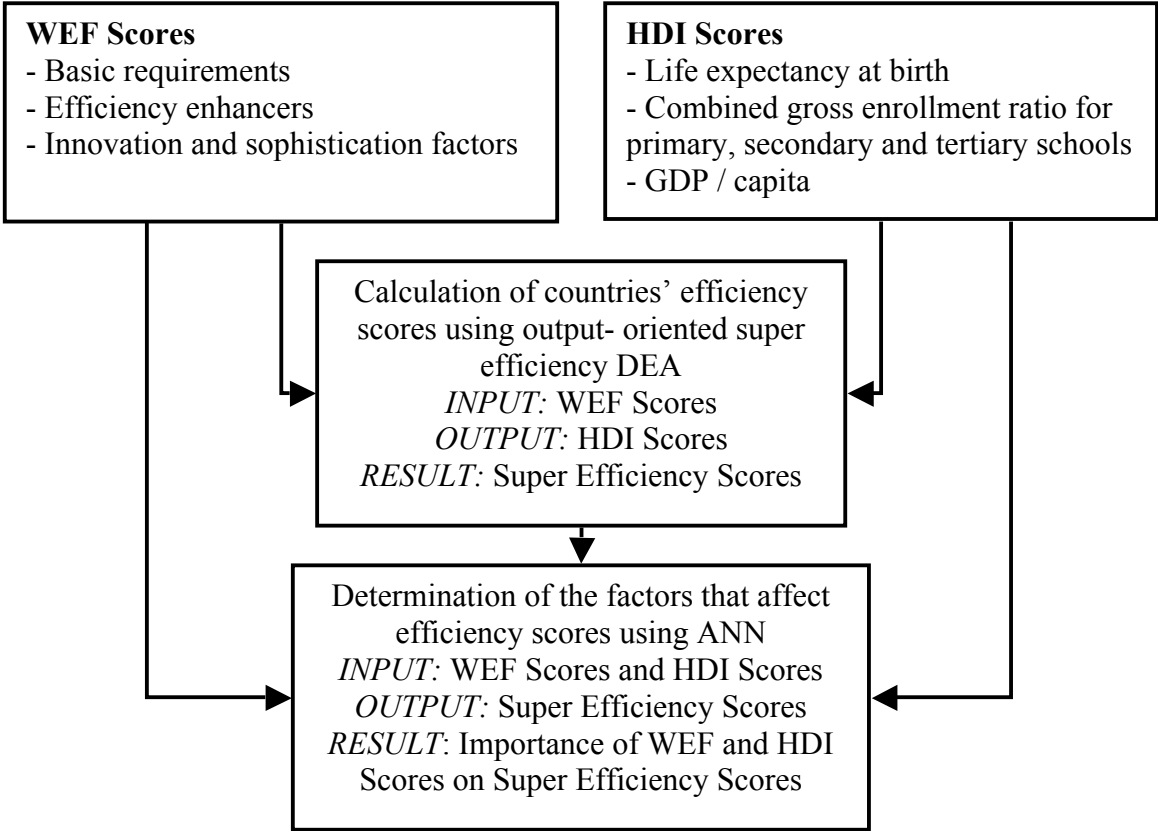 WEF Scores
- Basic requirements
- Efficiency enhancers
- Innovation and sophistication factors
HDI Scores
- Life expectancy at birth
- Combined gross enrollment ratio for
primary, secondary and tertiary schools
- GDP / capita
Calculation of countries’ efficiency
scores using output- oriented super
efficiency DEA
INPUT: WEF Scores
OUTPUT: HDI Scores
RESULT: Super Efficiency Scores
Determination of the factors that affect
efficiency scores using ANN
INPUT: WEF Scores and HDI Scores
OUTPUT: Super Efficiency Scores
RESULT: Importance of WEF and HDI
Scores on Super Efficiency Scores